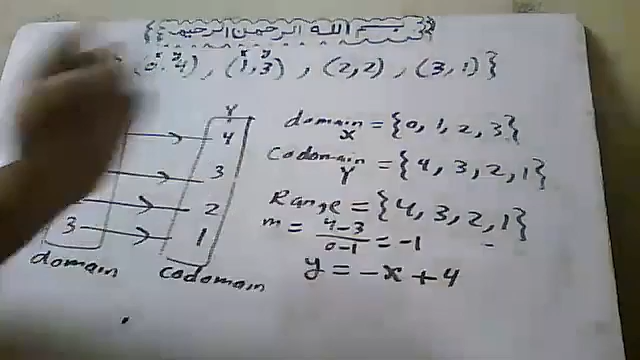 بسم الله الرحمن الرحيم
x y x y
(0, 4), (1, 3), (2, 2), (3, 1)}
y
4
3
2
3 1
domain codomain
domain = {0, 1, 2, 3}
x
Codomain = {4, 3, 2, 1}
y
Range = {4, 3, 2, 1}
m = 4-3 / 0-1 = -1
y = -x + 4